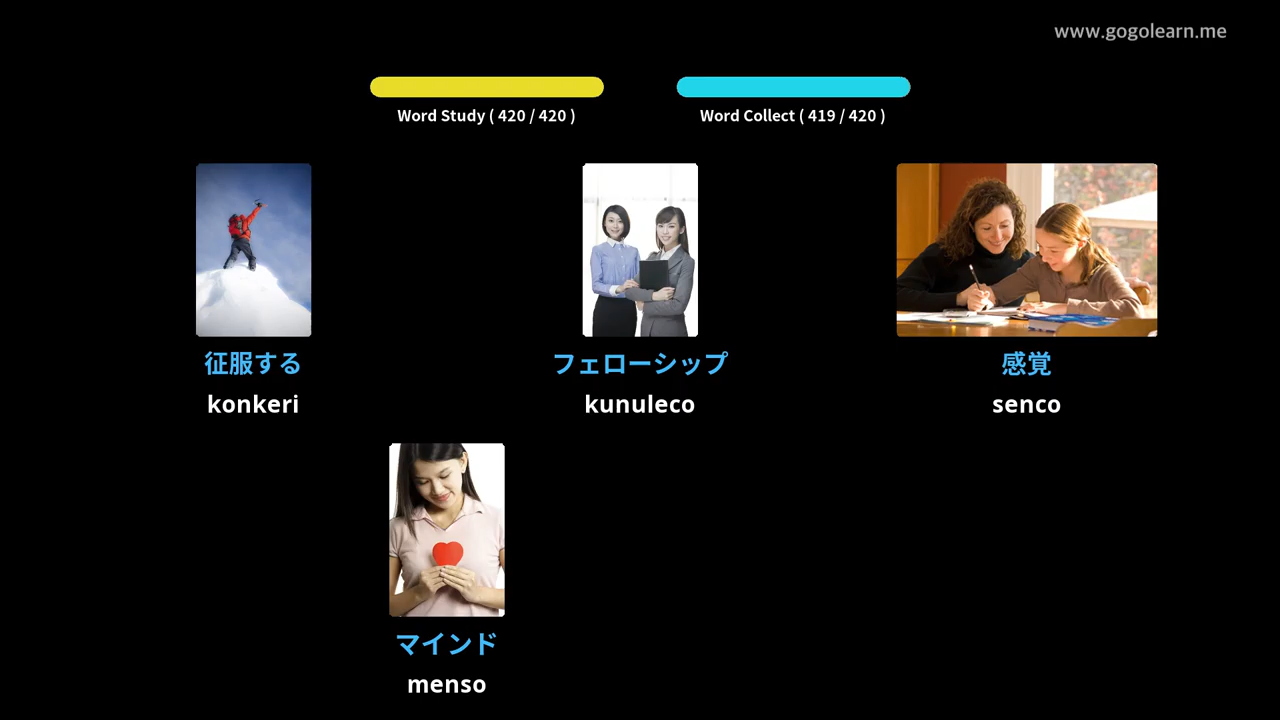 www.gogolearn.me
Word Study ( 420 / 420 )
Word Collect ( 419 / 420 )
征服する
konkeri
フェローシップ
kunuleco
感覚
senco
マインド
menso